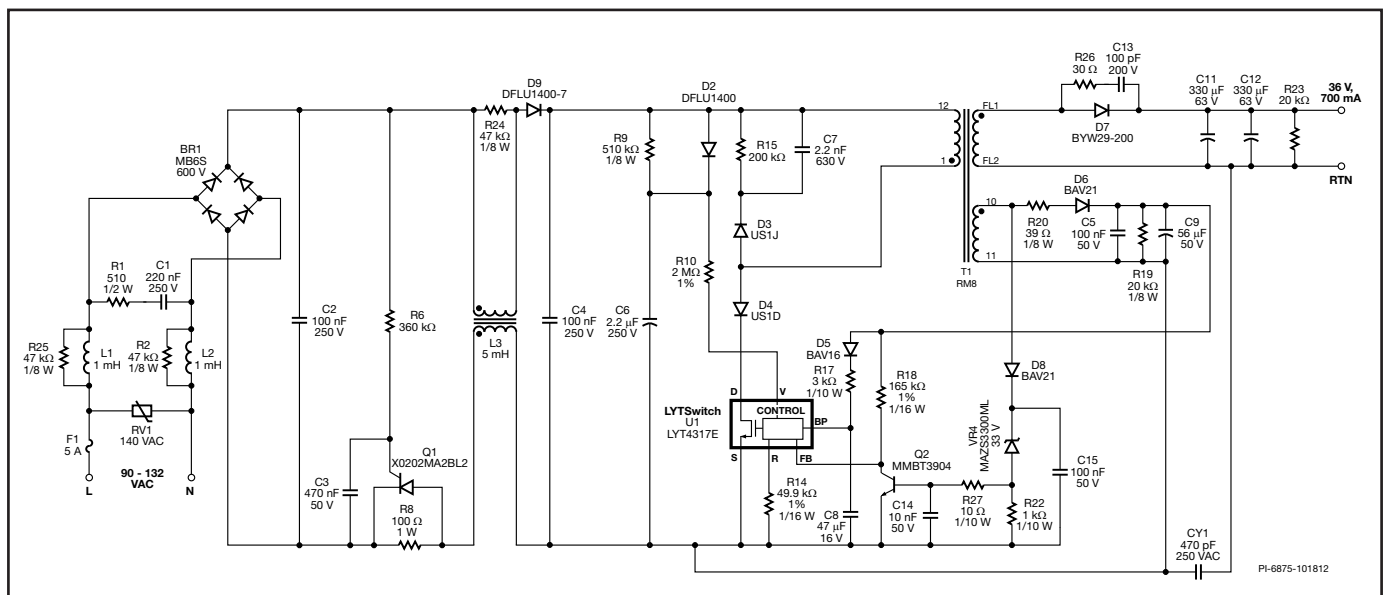 BR1
MB6S
600 V
R1
510
1/2 W
C1
220 nF
250 V
R25
47 kΩ
1/8 W
L1
1 mH
R2
47 kΩ
1/8 W
L2
1 mH
RV1
140 VAC
F1
5 A
90 - 132
VAC
L
N
C2
100 nF
250 V
R6
360 kΩ
C3
470 nF
50 V
Q1
X0202MA2BL2
R8
100 Ω
1 W
D9
DFLU1400-7
R24
47 kΩ
1/8 W
L3
5 mH
C4
100 nF
250 V
R9
510 kΩ
1/8 W
C6
2.2 µF
250 V
D2
DFLU1400
R15
200 kΩ
C7
2.2 nF
630 V
D3
US1J
R10
2 MΩ
1%
D4
US1D
LYTSwitch
U1
LYT4317E
D
V
CONTROL
BP
S
R
FB
R14
49.9 kΩ
1%
1/16 W
D5
BAV16
R17
3 kΩ
1/10 W
C8
47 µF
16 V
R18
165 kΩ
1%
1/16 W
Q2
MMBT3904
C14
10 nF
50 V
R27
10 Ω
1/10 W
R22
1 kΩ
1/10 W
VR4
MAZS3300ML
33 V
D8
BAV21
C15
100 nF
50 V
12
1
FL1
FL2
10
11
T1
RM8
R26
30 Ω
C13
100 pF
200 V
D7
BYW29-200
C11
330 µF
63 V
C12
330 µF
63 V
R23
20 kΩ
36 V,
700 mA
RTN
R20
39 Ω
1/8 W
D6
BAV21
C5
100 nF
50 V
R19
20 kΩ
1/8 W
C9
56 µF
50 V
CY1
470 pF
250 VAC
PI-6875-101812